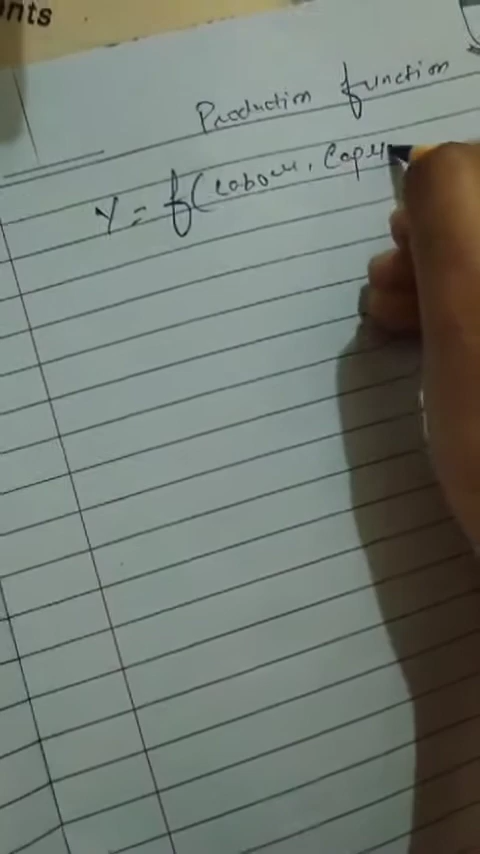 nts
Production function
Y = f(Labour, Capi